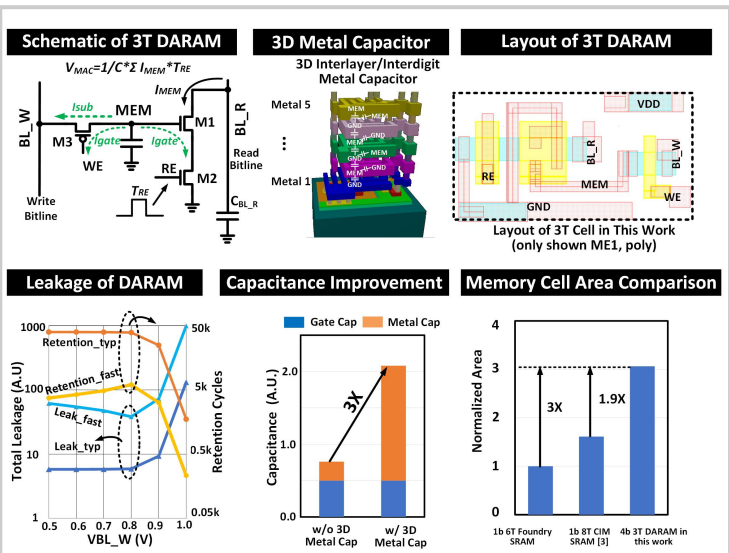 Schematic of 3T DARAM
V_MAC=1/C*Σ I_MEM*T_RE
I_MEM
BL_W
Isub
MEM
M3
Igate
Igate
M1
BL_R
WE
RE
M2
Read
Bitline
T_RE
Write
Bitline
C_BL_R
3D Metal Capacitor
3D Interlayer/Interdigit
Metal Capacitor
Metal 5
⋮
Metal 1
MEM
GND
MEM
GND
MEM
GND
MEM
GND
Layout of 3T DARAM
VDD
BL_R
BL_W
RE
MEM
WE
GND
Layout of 3T Cell in This Work
(only shown ME1, poly)
Leakage of DARAM
Total Leakage (A.U)
1000
100
10
1
Retention_typ
Retention_fast
Leak_fast
Leak_typ
50k
5k
0.5k
0.05k
Retention Cycles
0.5 0.6 0.7 0.8 0.9 1.0
VBL_W (V)
Capacitance Improvement
Gate Cap Metal Cap
Capacitance (A.U.)
2.0
1.0
0.0
3X
w/o 3D
Metal Cap
w/ 3D
Metal Cap
Memory Cell Area Comparison
Normalized Area
4
3
2
1
0
3X
1.9X
1b 6T Foundry
SRAM
1b 8T CIM
SRAM [3]
4b 3T DARAM in
this work